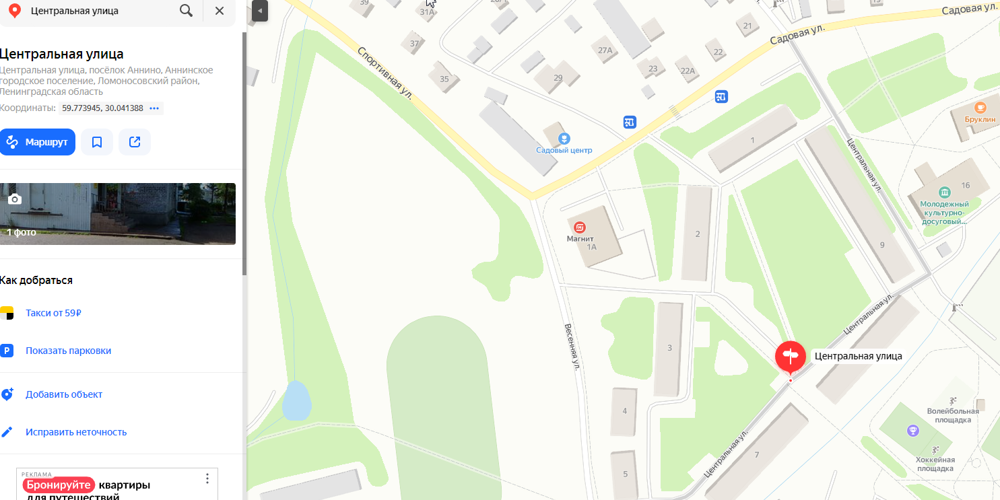 Центральная улица
Центральная улица
Центральная улица, посёлок Аннино, Аннинское
городское поселение, Ломоносовский район,
Ленинградская область
Координаты: 59.773945, 30.041388 •••
Маршрут
1 фото
Как добраться
Такси от 59₽
P Показать парковки
Добавить объект
Исправить неточность
РЕКЛАМА
Бронируйте квартиры
для путешествий
39
31А
37
35
Спортивная ул.
27А
29
21
22
23
22А
Садовая ул.
Садовая ул.
Садовый центр
1
Центральная ул.
Бруклин
16
Молодежный
культурно-
досуговый...
Магнит
1А
2
9
Весенняя ул.
3
Центральная ул.
Центральная улица
4
Волейбольная
площадка
Хоккейная
площадка
Центральная ул.
7
5